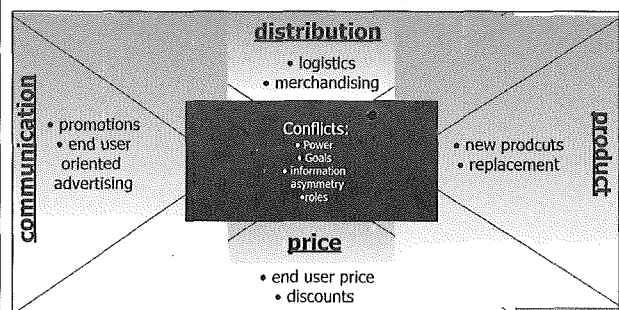 distribution
• logistics
• merchandising
communication
• promotions
• end user
oriented
advertising
Conflicts:
• Power
• Goals
• information
asymmetry
•roles
• new prodcuts
• replacement
product
price
• end user price
• discounts